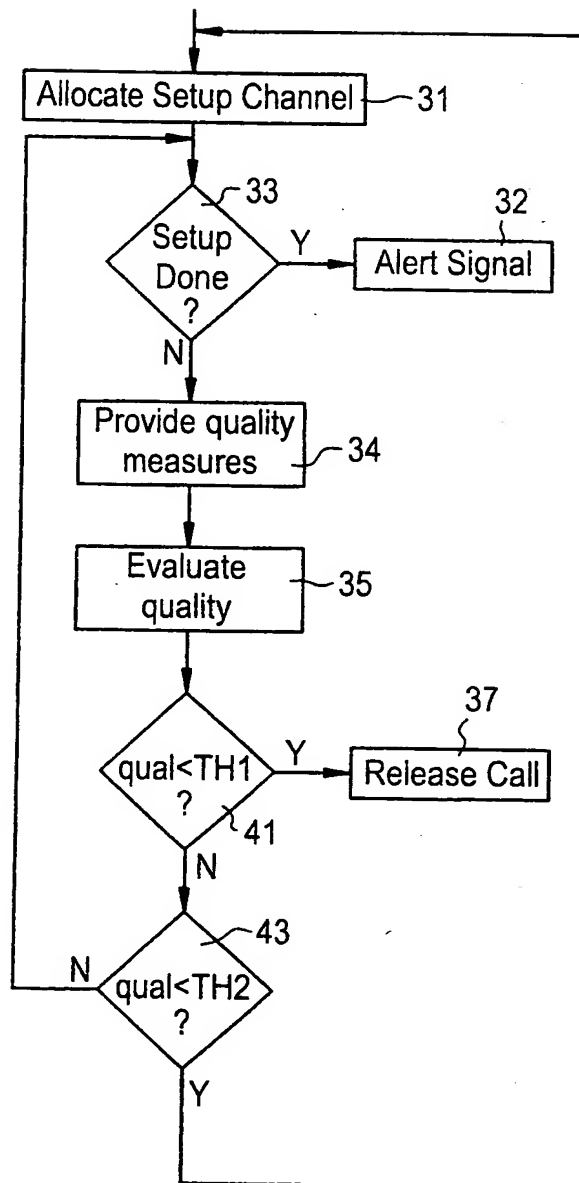 Allocate Setup Channel
31
33
Setup
Done
?
Y
32
Alert Signal
N
Provide quality
measures
34
Evaluate
quality
35
qual<TH1
?
Y
37
Release Call
41
N
43
N
qual<TH2
?
Y